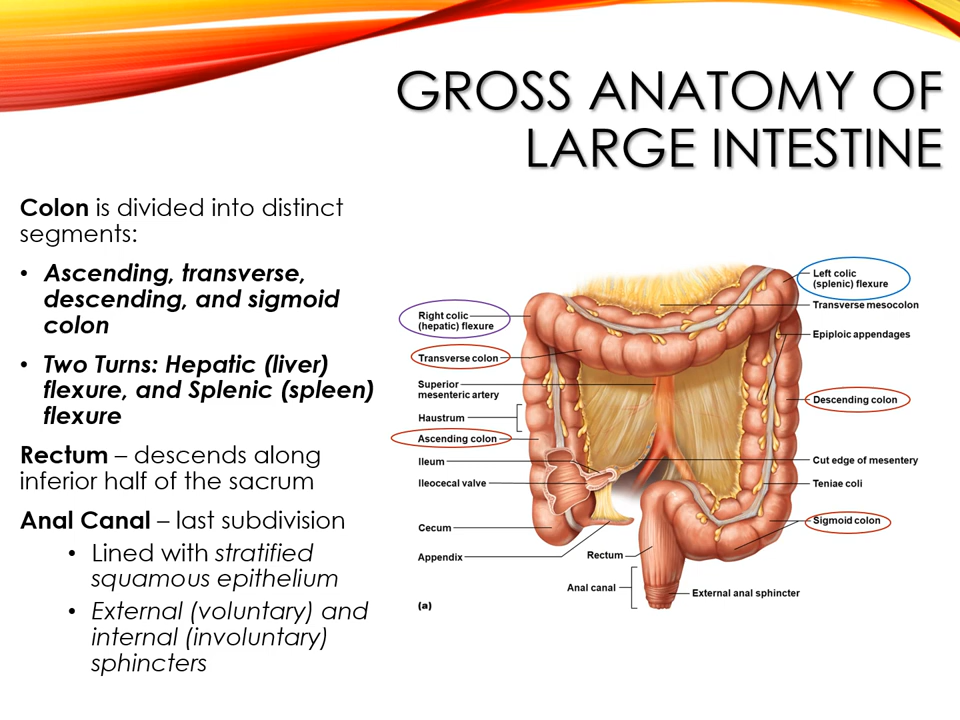 GROSS ANATOMY OF
LARGE INTESTINE
Colon is divided into distinct
segments:
• Ascending, transverse,
descending, and sigmoid
colon
• Two Turns: Hepatic (liver)
flexure, and Splenic (spleen)
flexure
Rectum – descends along
inferior half of the sacrum
Anal Canal – last subdivision
• Lined with stratified
squamous epithelium
• External (voluntary) and
internal (involuntary)
sphincters
Right colic
(hepatic) flexure
Transverse colon
Superior
mesenteric artery
Haustrum
Ascending colon
Ileum
Ileocecal valve
Cecum
Appendix
(a)
Rectum
Anal canal
Left colic
(splenic) flexure
Transverse mesocolon
Epiploic appendages
Descending colon
Cut edge of mesentery
Teniae coli
Sigmoid colon
External anal sphincter